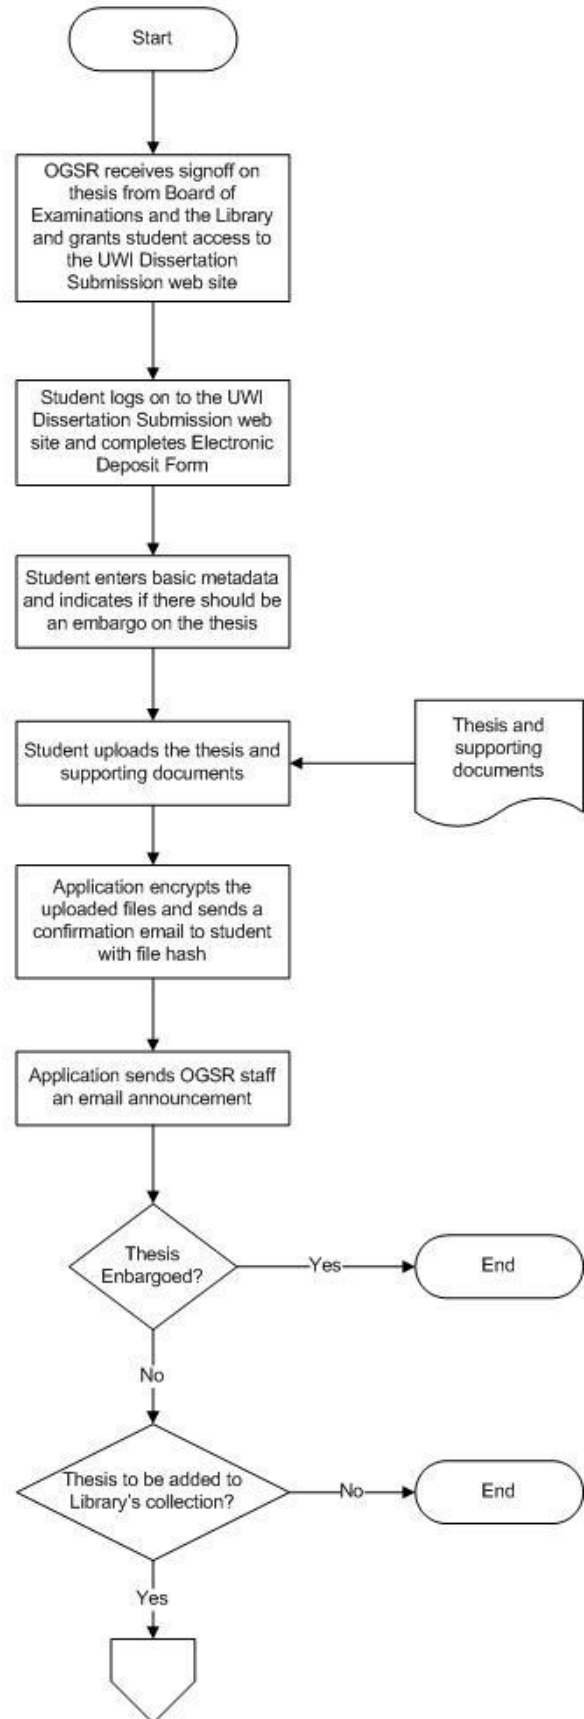 Start
OGSR receives signoff on
thesis from Board of
Examinations and the Library
and grants student access to
the UWI Dissertation
Submission web site
Student logs on to the UWI
Dissertation Submission web
site and completes Electronic
Deposit Form
Student enters basic metadata
and indicates if there should be
an embargo on the thesis
Student uploads the thesis and
supporting documents
Thesis and
supporting
documents
Application encrypts the
uploaded files and sends a
confirmation email to student
with file hash
Application sends OGSR staff
an email announcement
Thesis
Enbargoed?
Yes
End
No
Thesis to be added to
Library's collection?
No
End
Yes